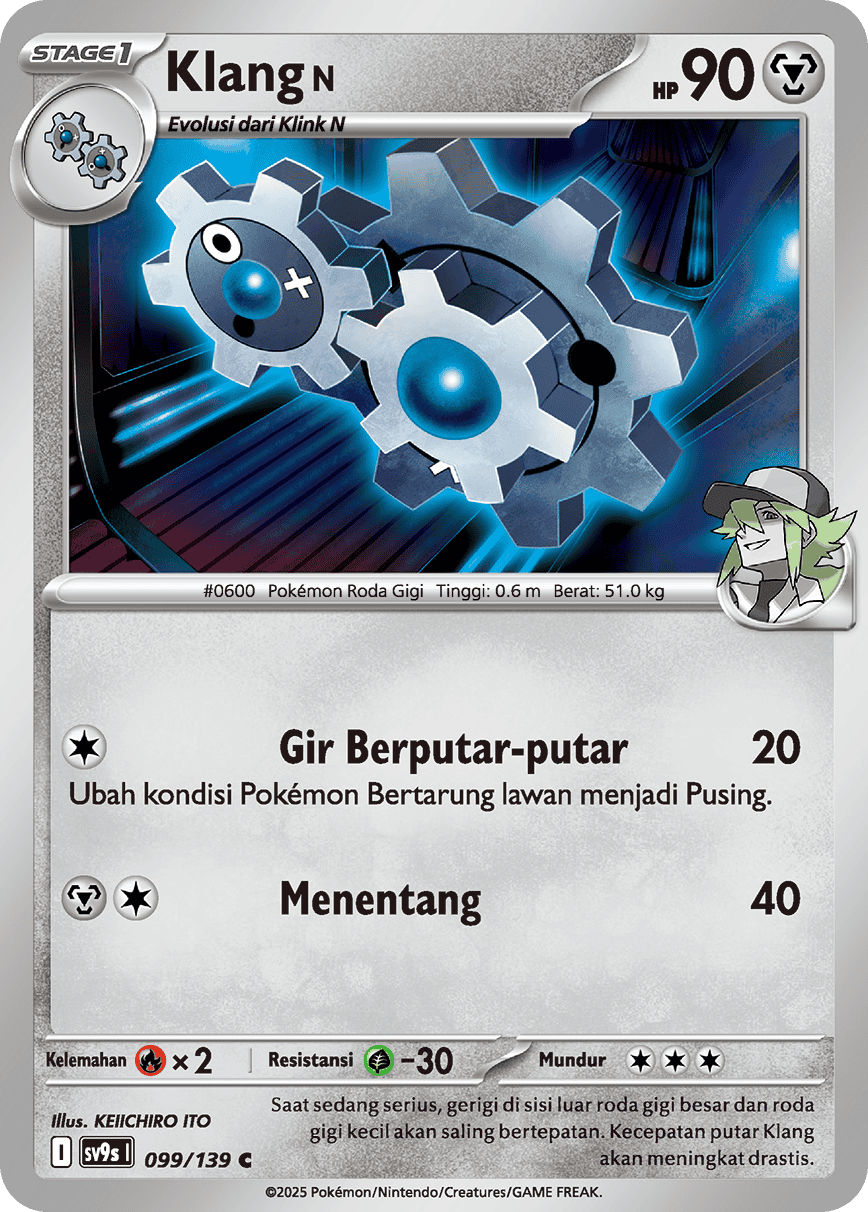 STAGE1
Klang N
HP 90
Evolusi dari Klink N
#0600 Pokémon Roda Gigi Tinggi: 0.6 m Berat: 51.0 kg
Gir Berputar-putar 20
Ubah kondisi Pokémon Bertarung lawan menjadi Pusing.
Menentang 40
Kelemahan ×2 Resistansi -30 Mundur
Illus. KEIICHIRO ITO
I sv9s I 099/139 C
Saat sedang serius, gerigi di sisi luar roda gigi besar dan roda
gigi kecil akan saling bertepatan. Kecepatan putar Klang
akan meningkat drastis.
©2025 Pokémon/Nintendo/Creatures/GAME FREAK.